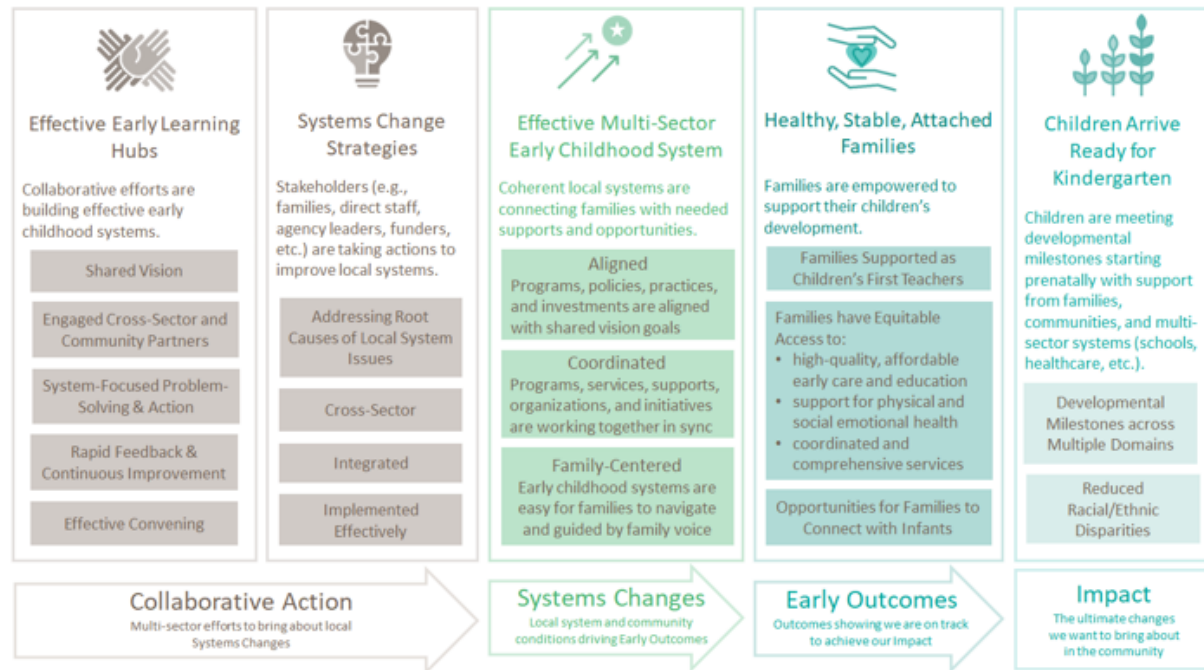 Effective Early Learning
Hubs
Collaborative efforts are
building effective early
childhood systems.
Shared Vision
Engaged Cross-Sector and
Community Partners
System-Focused Problem-
Solving & Action
Rapid Feedback &
Continuous Improvement
Effective Convening
Systems Change
Strategies
Stakeholders (e.g.,
families, direct staff,
agency leaders, funders,
etc.) are taking actions to
improve local systems.
Addressing Root
Causes of Local System
Issues
Cross-Sector
Integrated
Implemented
Effectively
Effective Multi-Sector
Early Childhood System
Coherent local systems are
connecting families with needed
supports and opportunities.
Aligned
Programs, policies, practices,
and investments are aligned
with shared vision goals
Coordinated
Programs, services, supports,
organizations, and initiatives
are working together in sync
Family-Centered
Early childhood systems are
easy for families to navigate
and guided by family voice
Healthy, Stable, Attached
Families
Families are empowered to
support their children's
development.
Families Supported as
Children's First Teachers
Families have Equitable
Access to:
• high-quality, affordable
early care and education
• support for physical and
social emotional health
• coordinated and
comprehensive services
Opportunities for Families to
Connect with Infants
Children Arrive
Ready for
Kindergarten
Children are meeting
developmental
milestones starting
prenatally with support
from families,
communities, and multi-
sector systems (schools,
healthcare, etc.).
Developmental
Milestones across
Multiple Domains
Reduced
Racial/Ethnic
Disparities
Collaborative Action
Multi-sector efforts to bring about local
Systems Changes
Systems Changes
Local system and community
conditions driving Early Outcomes
Early Outcomes
Outcomes showing we are on track
to achieve our Impact
Impact
The ultimate changes
we want to bring about
in the community